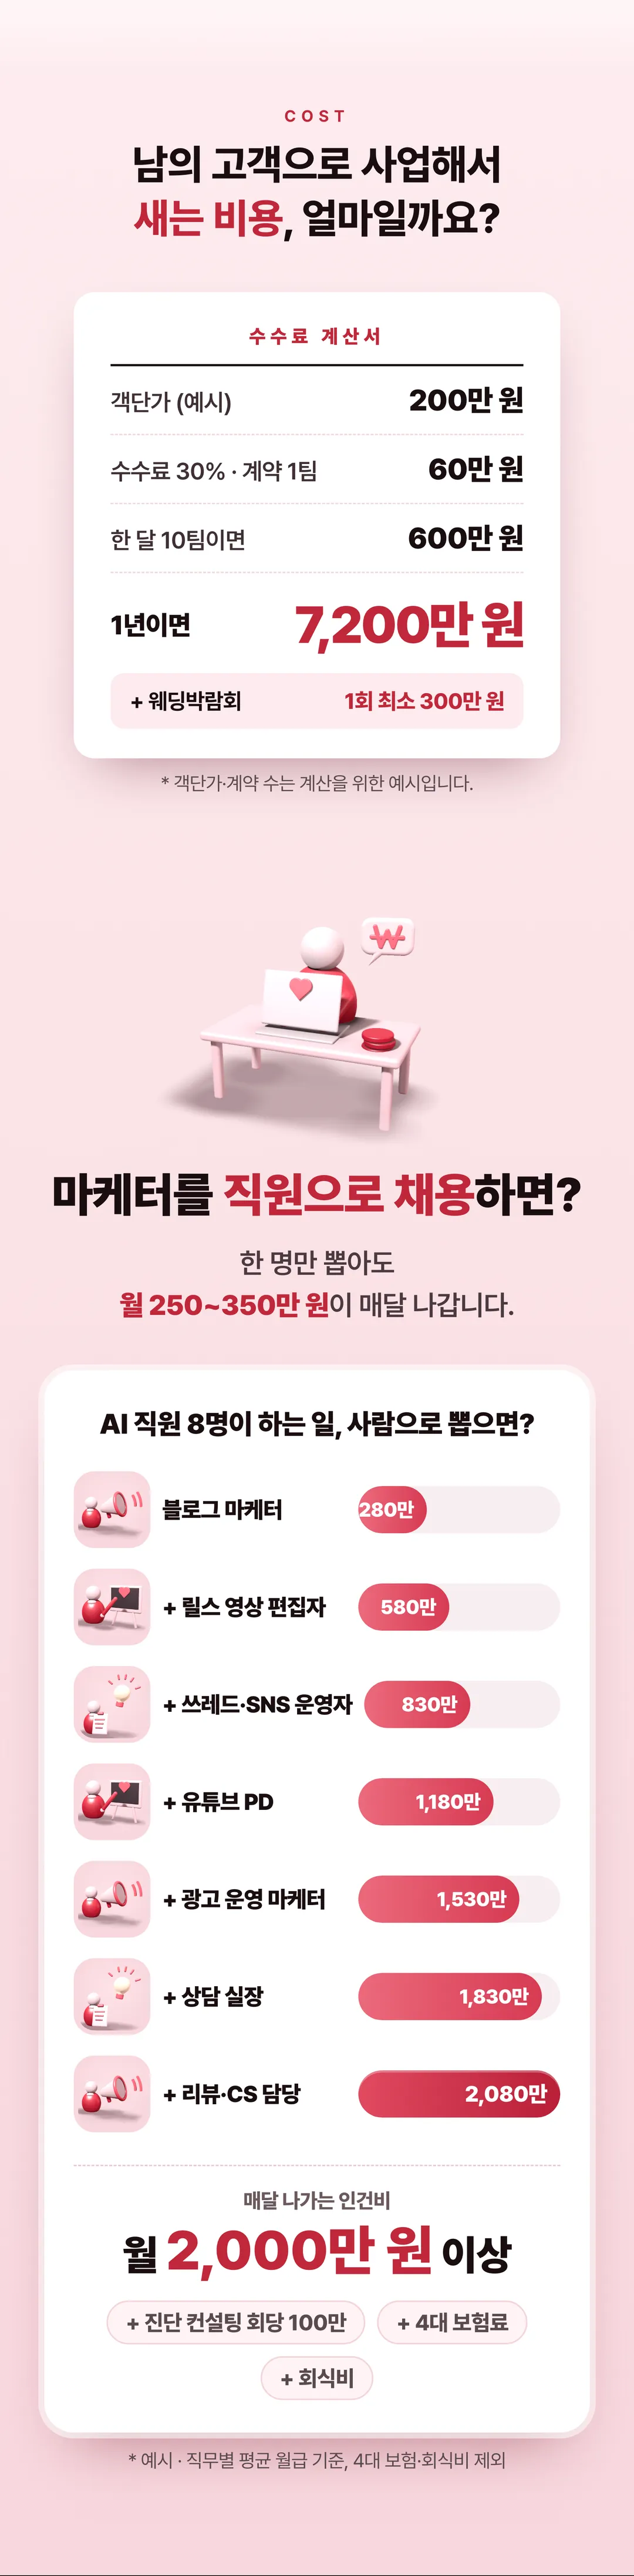 COST
남의 고객으로 사업해서
새는 비용, 얼마일까요?
수수료 계산서
객단가 (예시) 200만 원
수수료 30% · 계약 1팀 60만 원
한 달 10팀이면 600만 원
1년이면 7,200만 원
+ 웨딩박람회 1회 최소 300만 원
* 객단가·계약 수는 계산을 위한 예시입니다.
₩
마케터를 직원으로 채용하면?
한 명만 뽑아도
월 250~350만 원이 매달 나갑니다.
AI 직원 8명이 하는 일, 사람으로 뽑으면?
블로그 마케터 280만
+ 릴스 영상 편집자 580만
+ 쓰레드·SNS 운영자 830만
+ 유튜브 PD 1,180만
+ 광고 운영 마케터 1,530만
+ 상담 실장 1,830만
+ 리뷰·CS 담당 2,080만
매달 나가는 인건비
월 2,000만 원 이상
+ 진단 컨설팅 회당 100만 + 4대 보험료
+ 회식비
* 예시 · 직무별 평균 월급 기준, 4대 보험·회식비 제외